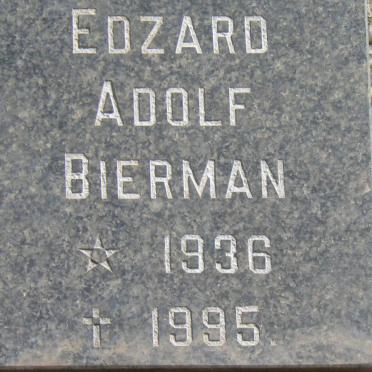 EDZARD
ADOLF
BIERMAN
☆ 1936
✝ 1995.